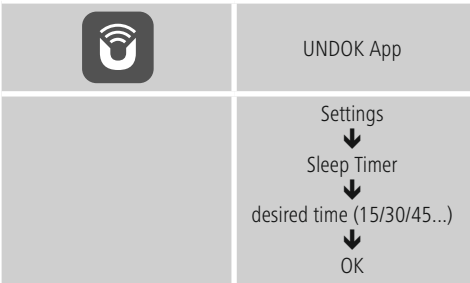 UNDOK App
Settings
Sleep Timer
desired time (15/30/45...)
OK